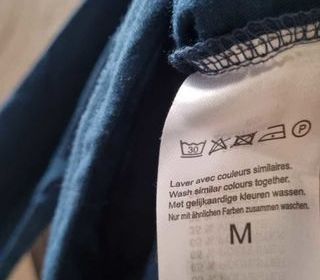 30 P
Laver avec couleurs similaires.
Wash similar colours together.
Met gelijkaardige kleuren wassen.
Nur mit ähnlichen Farben zusammen waschen.
M